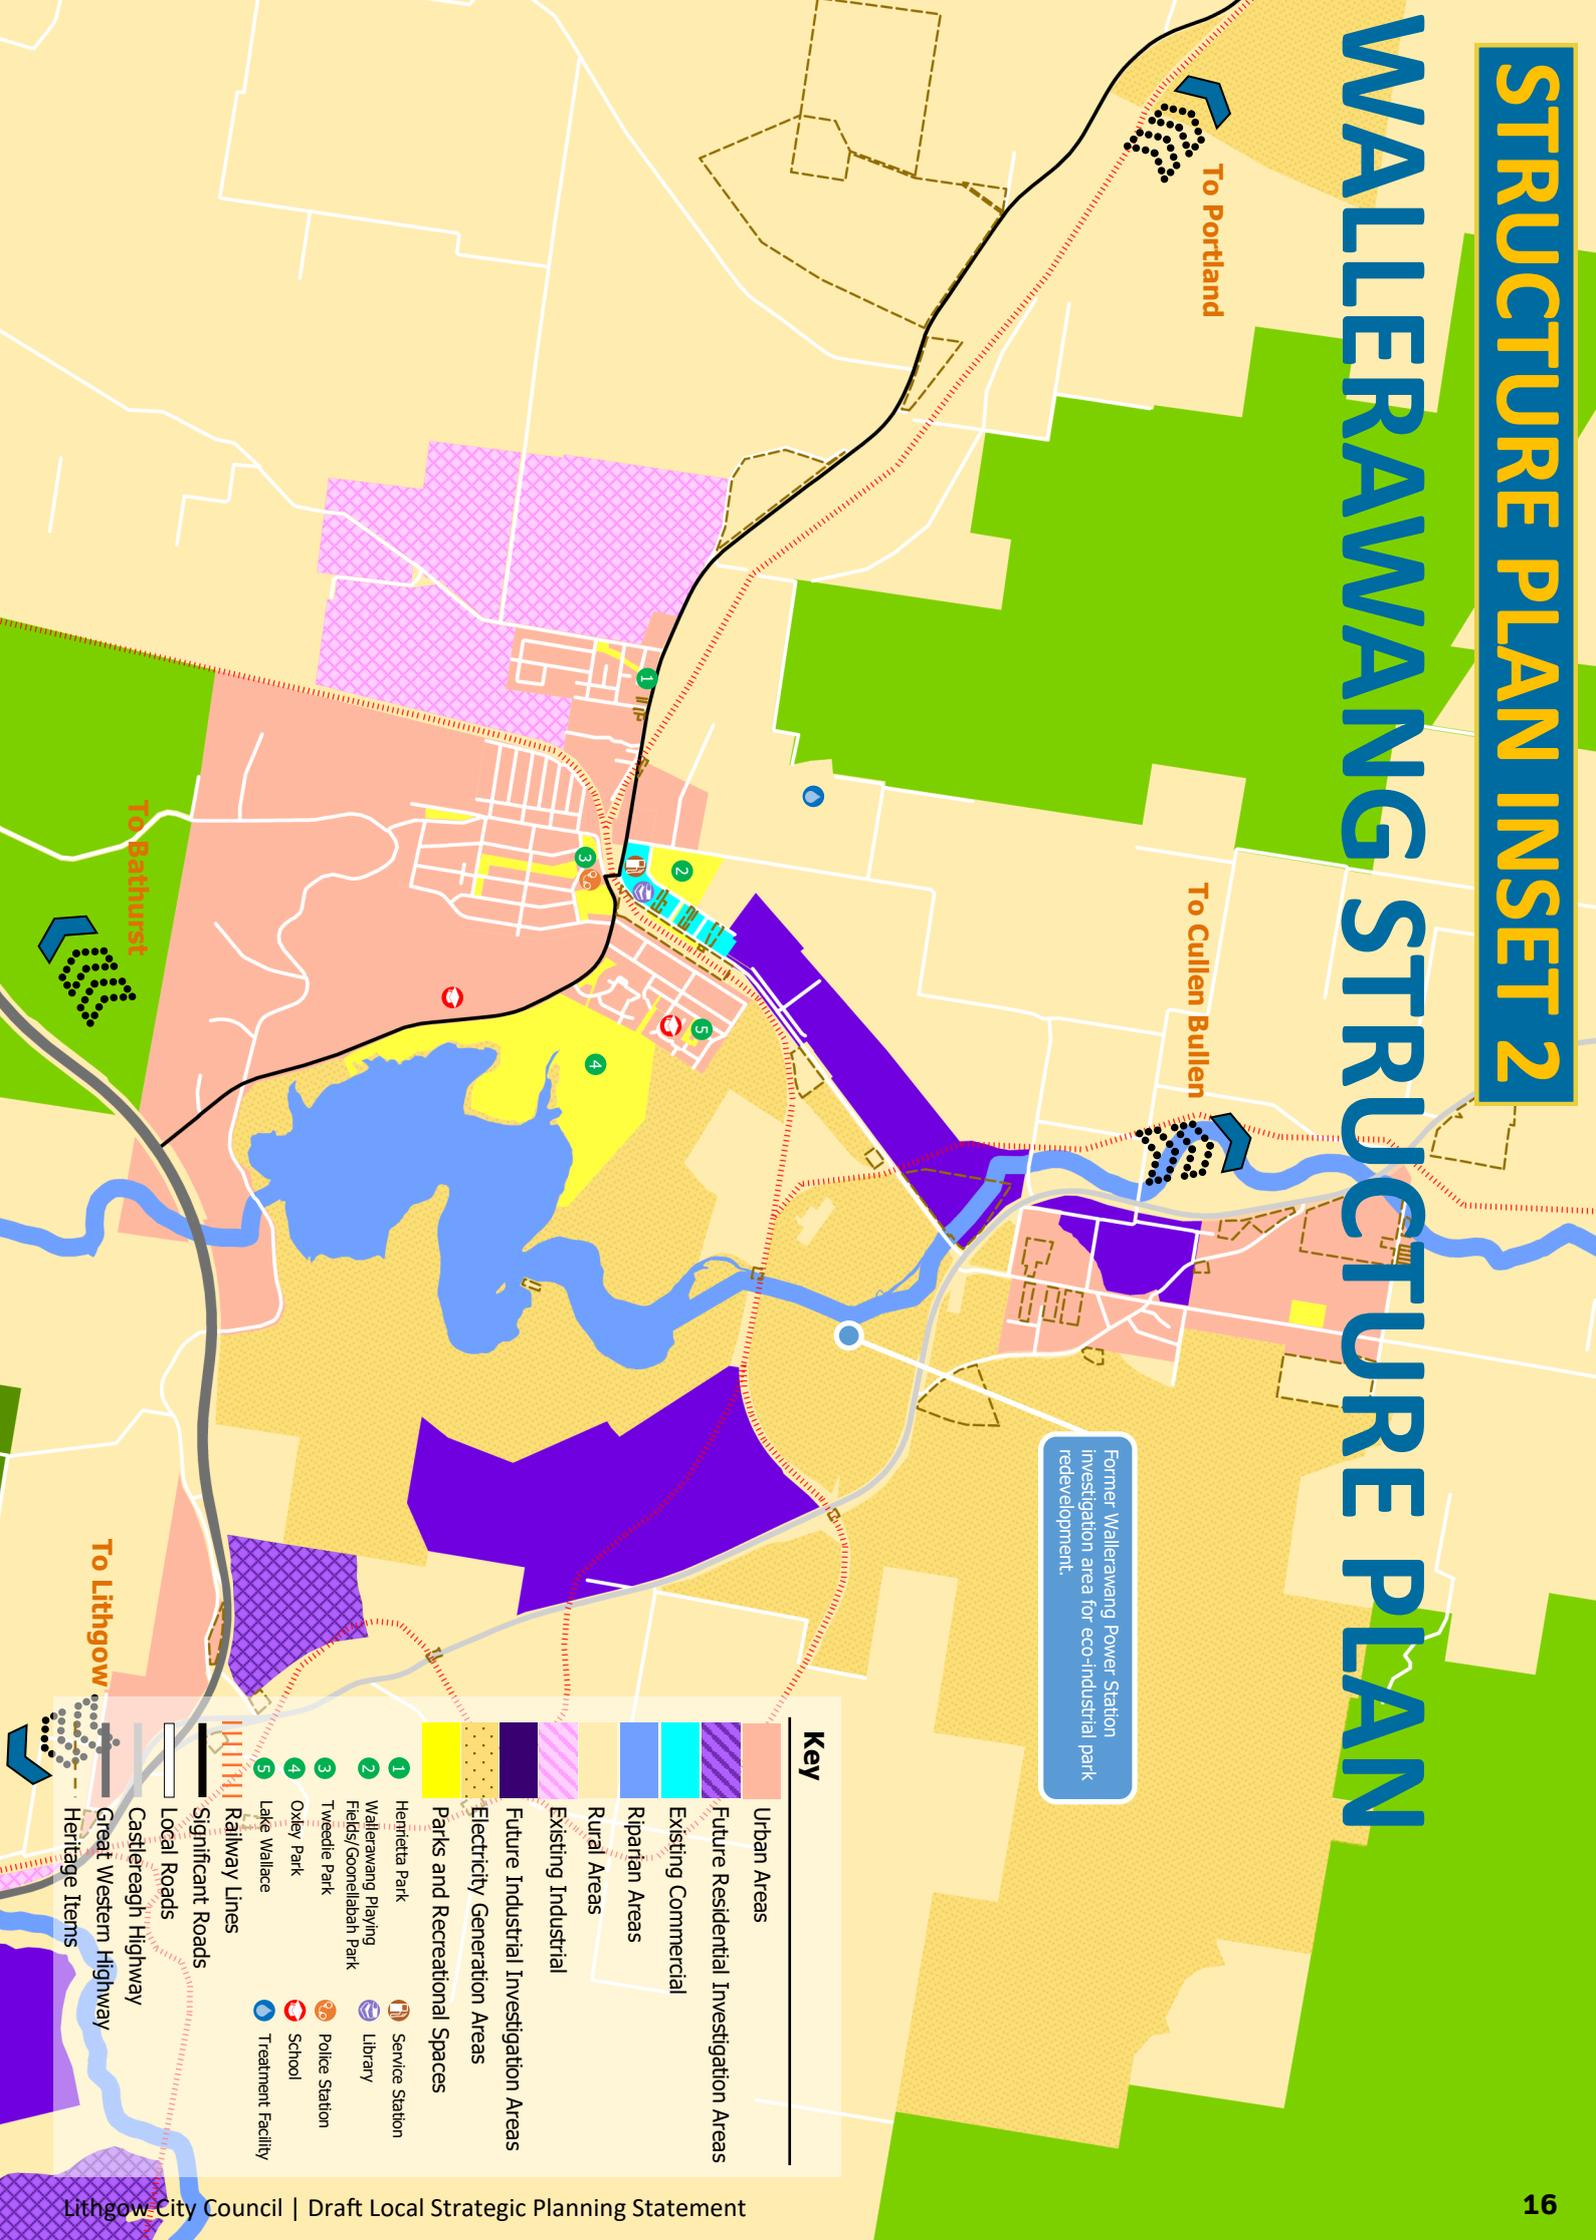 STRUCTURE PLAN INSET 2
WALLERAWANG STRUCTURE PLAN
To Portland
To Cullen Bullen
To Bathurst
To Lithgow
1
2
3
4
5
Former Wallerawang Power Station
investigation area for eco-industrial park
redevelopment.
Key
Urban Areas
Future Residential Investigation Areas
Existing Commercial
Riparian Areas
Rural Areas
Existing Industrial
Future Industrial Investigation Areas
Electricity Generation Areas
Parks and Recreational Spaces
1 Henrietta Park
2 Wallerawang Playing
Fields/Goonellabah Park
3 Tweedie Park
4 Oxley Park
5 Lake Wallace
Service Station
Library
Police Station
School
Treatment Facility
Railway Lines
Significant Roads
Local Roads
Castlereagh Highway
Great Western Highway
Heritage Items
Lithgow City Council | Draft Local Strategic Planning Statement
16